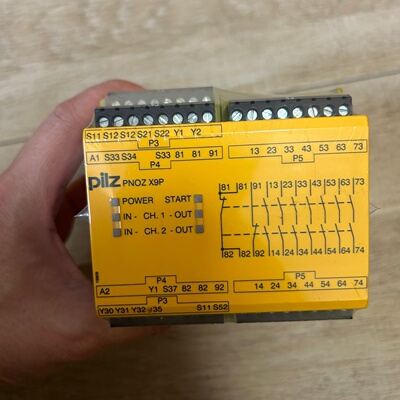 S11 S12 S12 S21 S22 Y1 Y2
P3
A1 S33 S34 S33 81 81 91
P4
13 23 33 43 53 63 73
P5
pilz PNOZ X9P
POWER START
IN - CH. 1 - OUT
IN - CH. 2 - OUT
81 81 91 13 23 33 43 53 63 73
82 82 92 14 24 34 44 54 64 74
P4
A2 Y1 S37 82 82 92
P3
Y30 Y31 Y32 Y35 S11 S52
P5
14 24 34 44 54 64 74